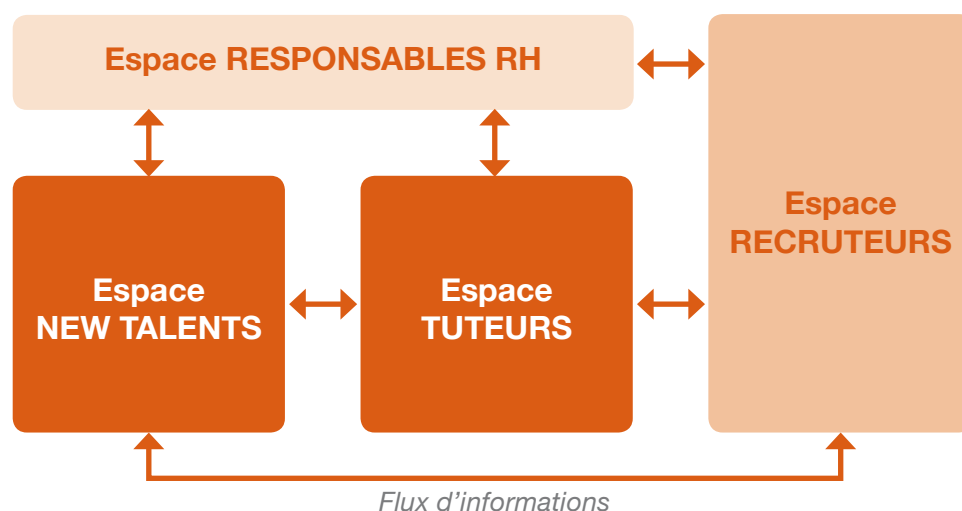 Espace RESPONSABLES RH
Espace
NEW TALENTS
Espace
TUTEURS
Espace
RECRUTEURS
Flux d’informations